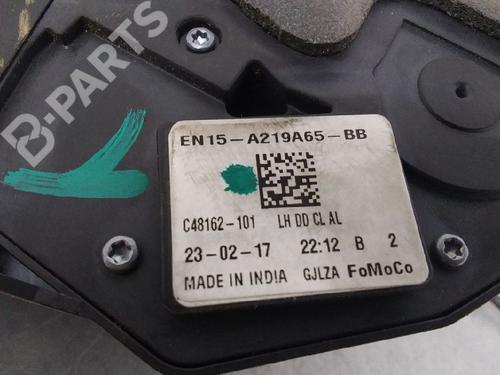 B-PARTS
EN15-A219A65-BB
C48162-101 LH DD CL AL
23-02-17 22:12 B 2
MADE IN INDIA GJLZA FoMoCo